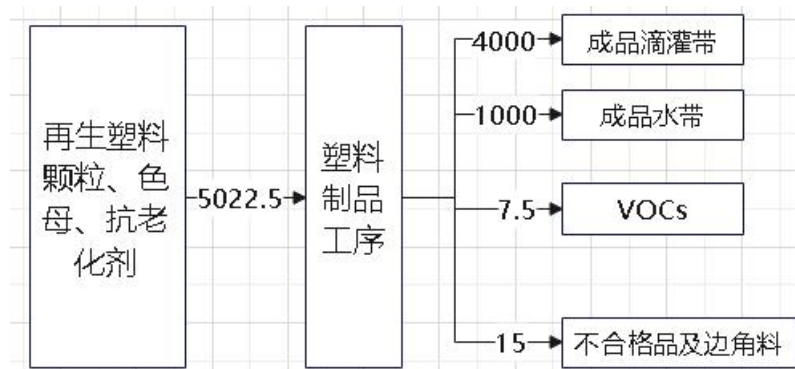 再生塑料
颗粒、色
母、抗老
化剂
5022.5
塑料
制品
工序
4000
成品滴灌带
1000
成品水带
7.5
VOCs
15
不合格品及边角料